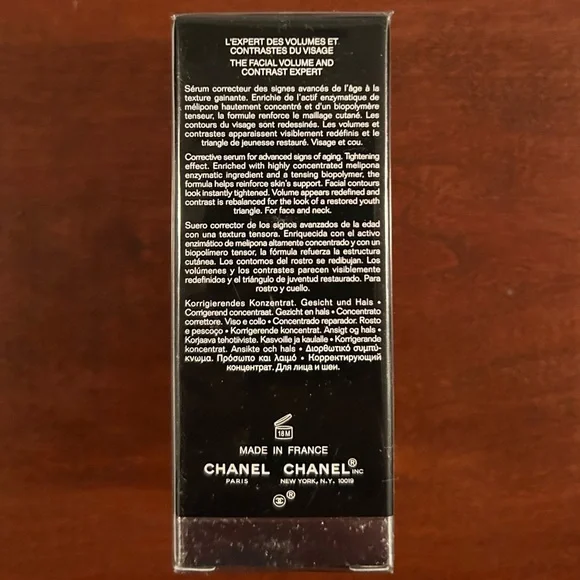 L'EXPERT DES VOLUMES ET
CONTRASTES DU VISAGE
THE FACIAL VOLUME AND
CONTRAST EXPERT
Sérum correcteur des signes avancés de l'âge à la
texture gainante. Enrichie de l'actif enzymatique de
mélipone hautement concentré et d'un biopolymère
tenseur, la formule renforce le maillage cutané. Les
contours du visage sont redessinés. Les volumes et
contrastes apparaissent visiblement redéfinis et le
triangle de jeunesse restauré. Visage et cou.
Corrective serum for advanced signs of aging. Tightening
effect. Enriched with highly concentrated melipona
enzymatic ingredient and a tensing biopolymer, the
formula helps reinforce skin's support. Facial contours
look instantly tightened. Volume appears redefined and
contrast is rebalanced for the look of a restored youth
triangle. For face and neck.
Suero corrector de los signos avanzados de la edad
con una textura tensora. Enriquecida con el activo
enzimático de melipona altamente concentrado y con un
biopolímero tensor, la fórmula refuerza la estructura
cutánea. Los contornos del rostro se redibujan. Los
volúmenes y los contrastes parecen visiblemente
redefinidos y el triángulo de juventud restaurado. Para
rostro y cuello.
Korrigierendes Konzentrat. Gesicht und Hals •
Corrigerend concentraat. Gezicht en hals • Concentrato
correttore. Viso e collo • Concentrado reparador. Rosto
e pescoço • Korrigerende koncentrat. Ansigt og hals •
Korjaava tehotiiviste. Kasvoille ja kaulalle • Korrigerande
koncentrat. Ansikte och hals • Διορθωτικό συμπύ-
κνωμα. Πρόσωπο και λαιμό • Корректирующий
концентрат. Для лица и шеи.
18M
MADE IN FRANCE
CHANEL CHANEL® INC
PARIS NEW YORK, N.Y. 10019
®